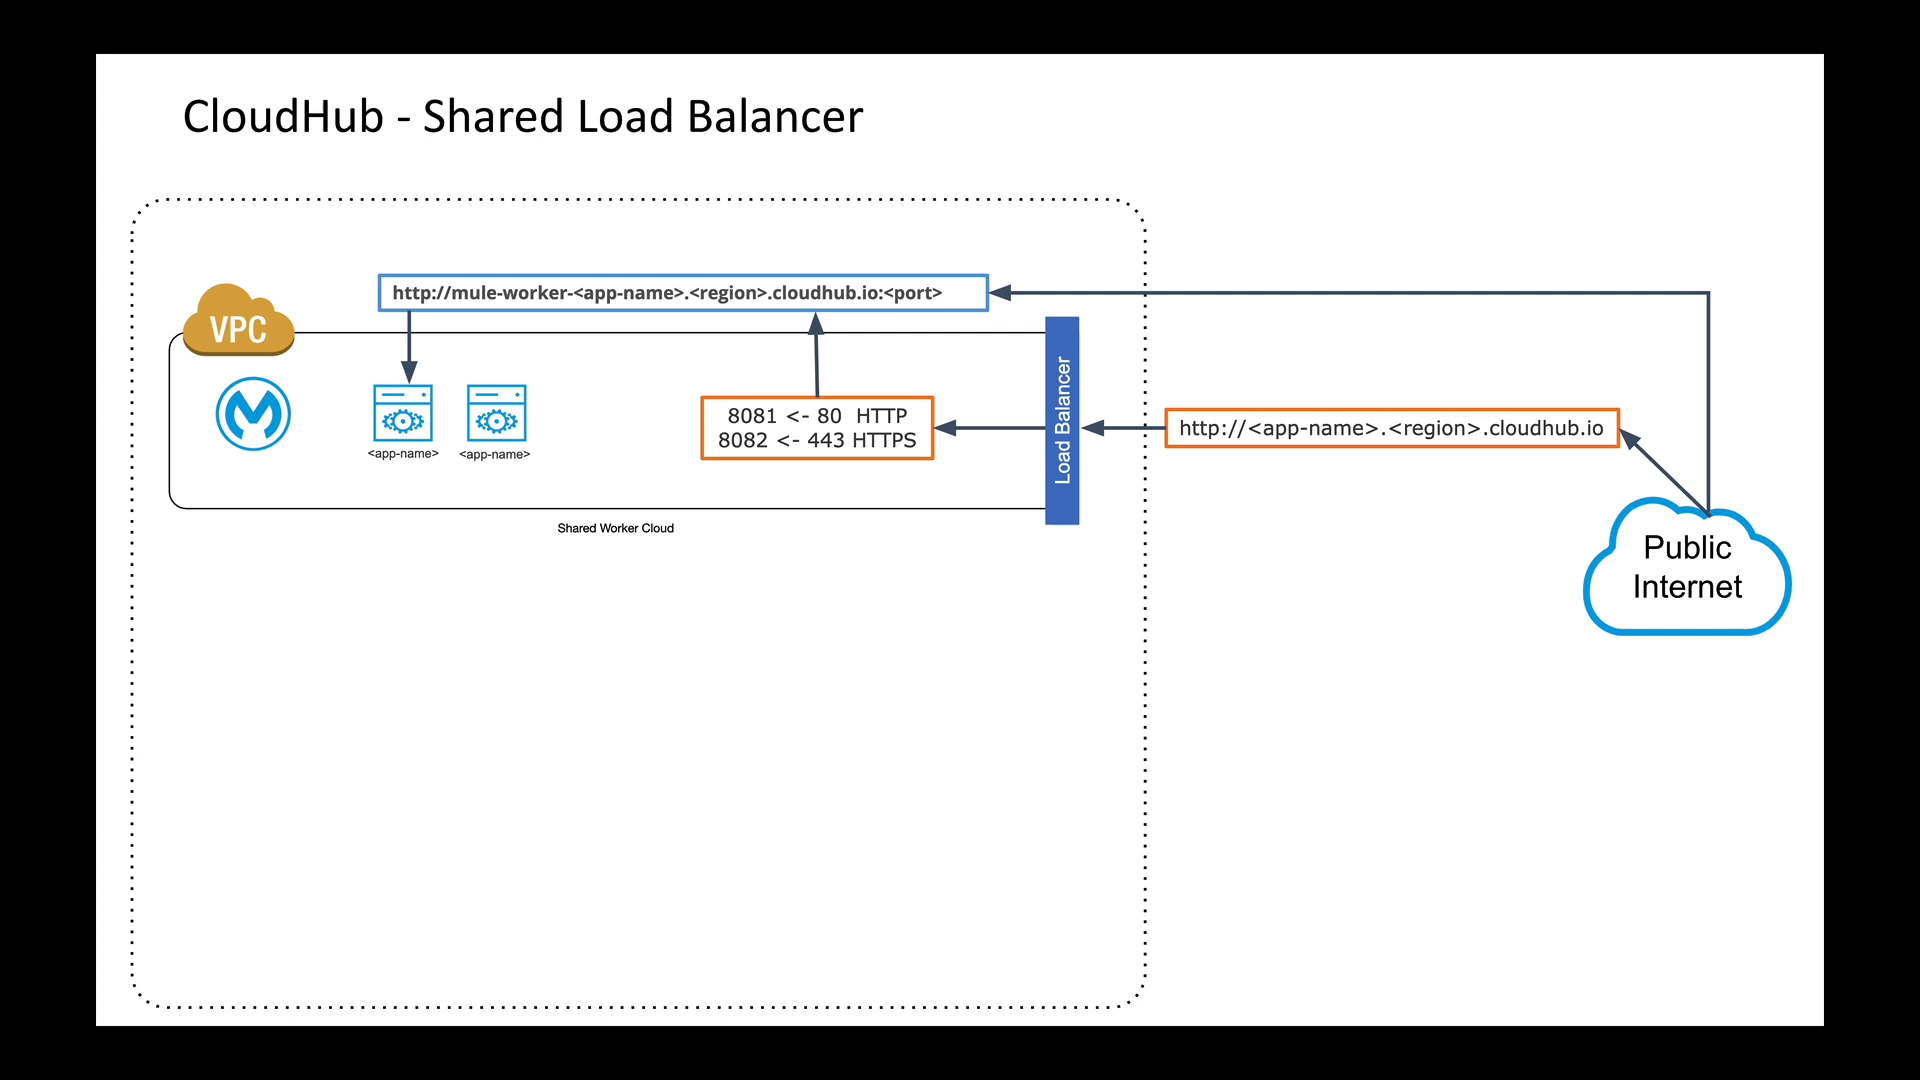 CloudHub - Shared Load Balancer
http://mule-worker-<app-name>.<region>.cloudhub.io:<port>
VPC
Load Balancer
8081 <- 80 HTTP
8082 <- 443 HTTPS
http://<app-name>.<region>.cloudhub.io
<app-name>
<app-name>
Shared Worker Cloud
Public
Internet